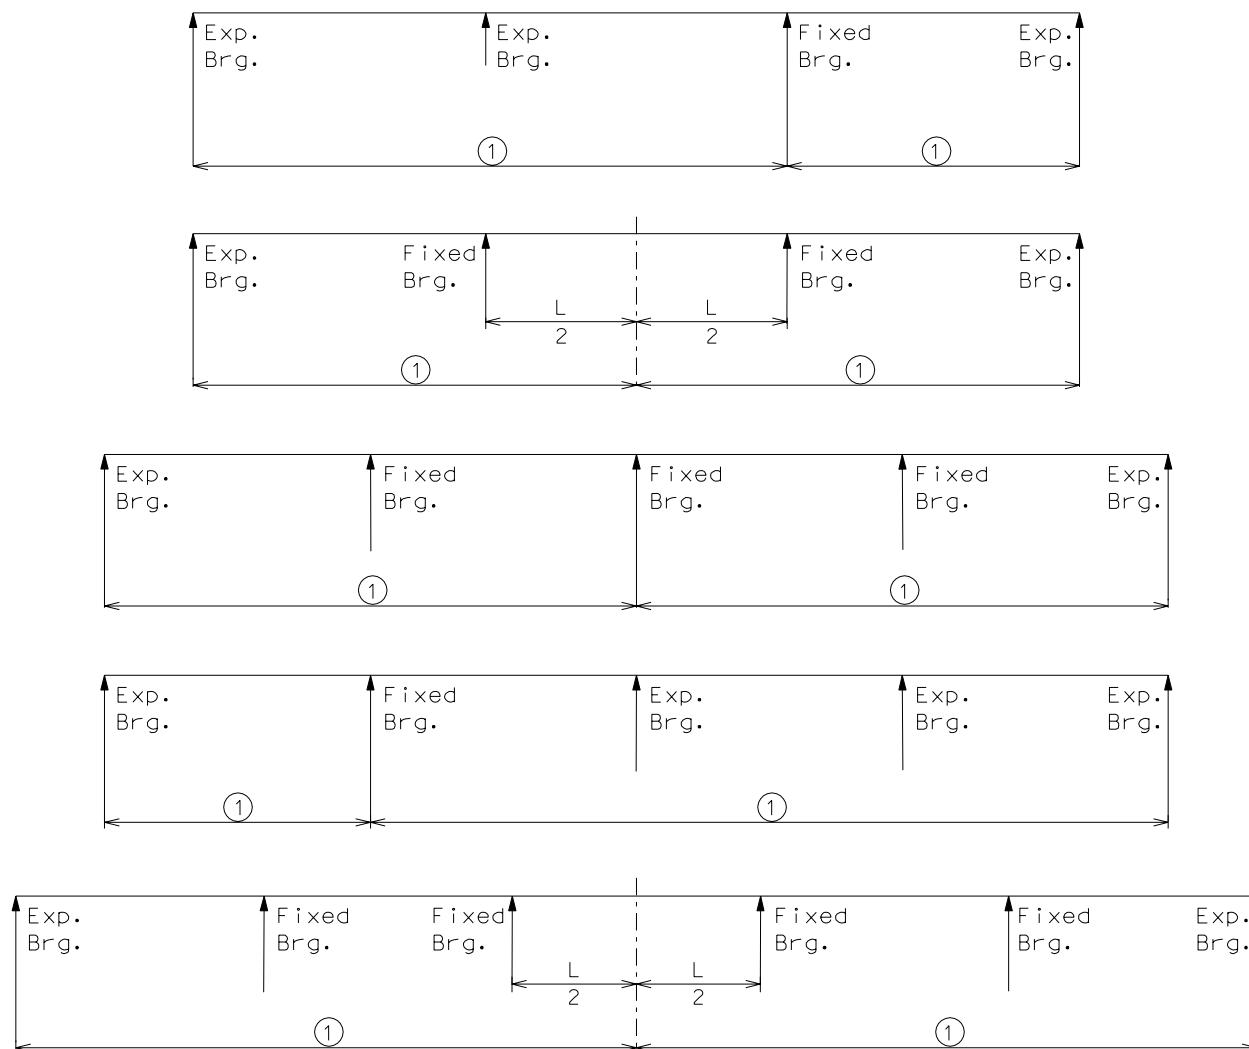 Exp. Exp. Fixed Exp.
Brg. Brg. Brg. Brg.
1 1
Exp. Fixed Fixed Exp.
Brg. Brg. Brg. Brg.
L L
2 2
1 1
Exp. Fixed Fixed Fixed Exp.
Brg. Brg. Brg. Brg. Brg.
1 1
Exp. Fixed Exp. Exp. Exp.
Brg. Brg. Brg. Brg. Brg.
1 1
Exp. Fixed Fixed Fixed Fixed Exp.
Brg. Brg. Brg. Brg. Brg. Brg.
L L
2 2
1 1